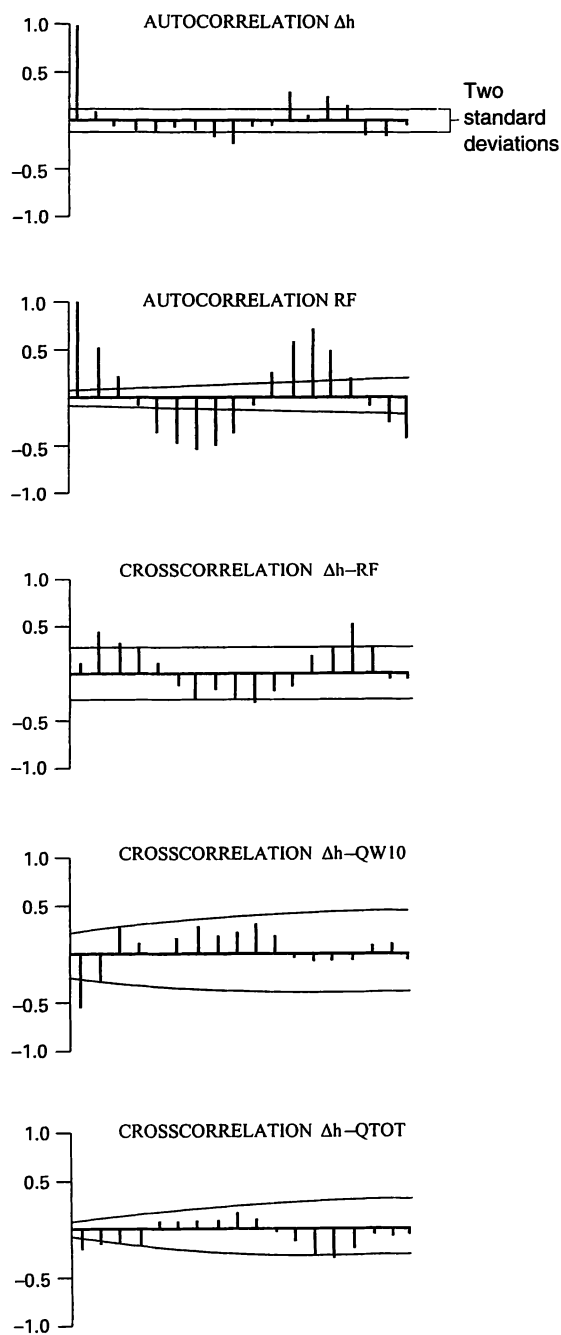 AUTOCORRELATION Δh
1.0
0.5
−0.5
−1.0
Two
standard
deviations
AUTOCORRELATION RF
1.0
0.5
−0.5
−1.0
CROSSCORRELATION Δh−RF
1.0
0.5
−0.5
−1.0
CROSSCORRELATION Δh−QW10
1.0
0.5
−0.5
−1.0
CROSSCORRELATION Δh−QTOT
1.0
0.5
−0.5
−1.0